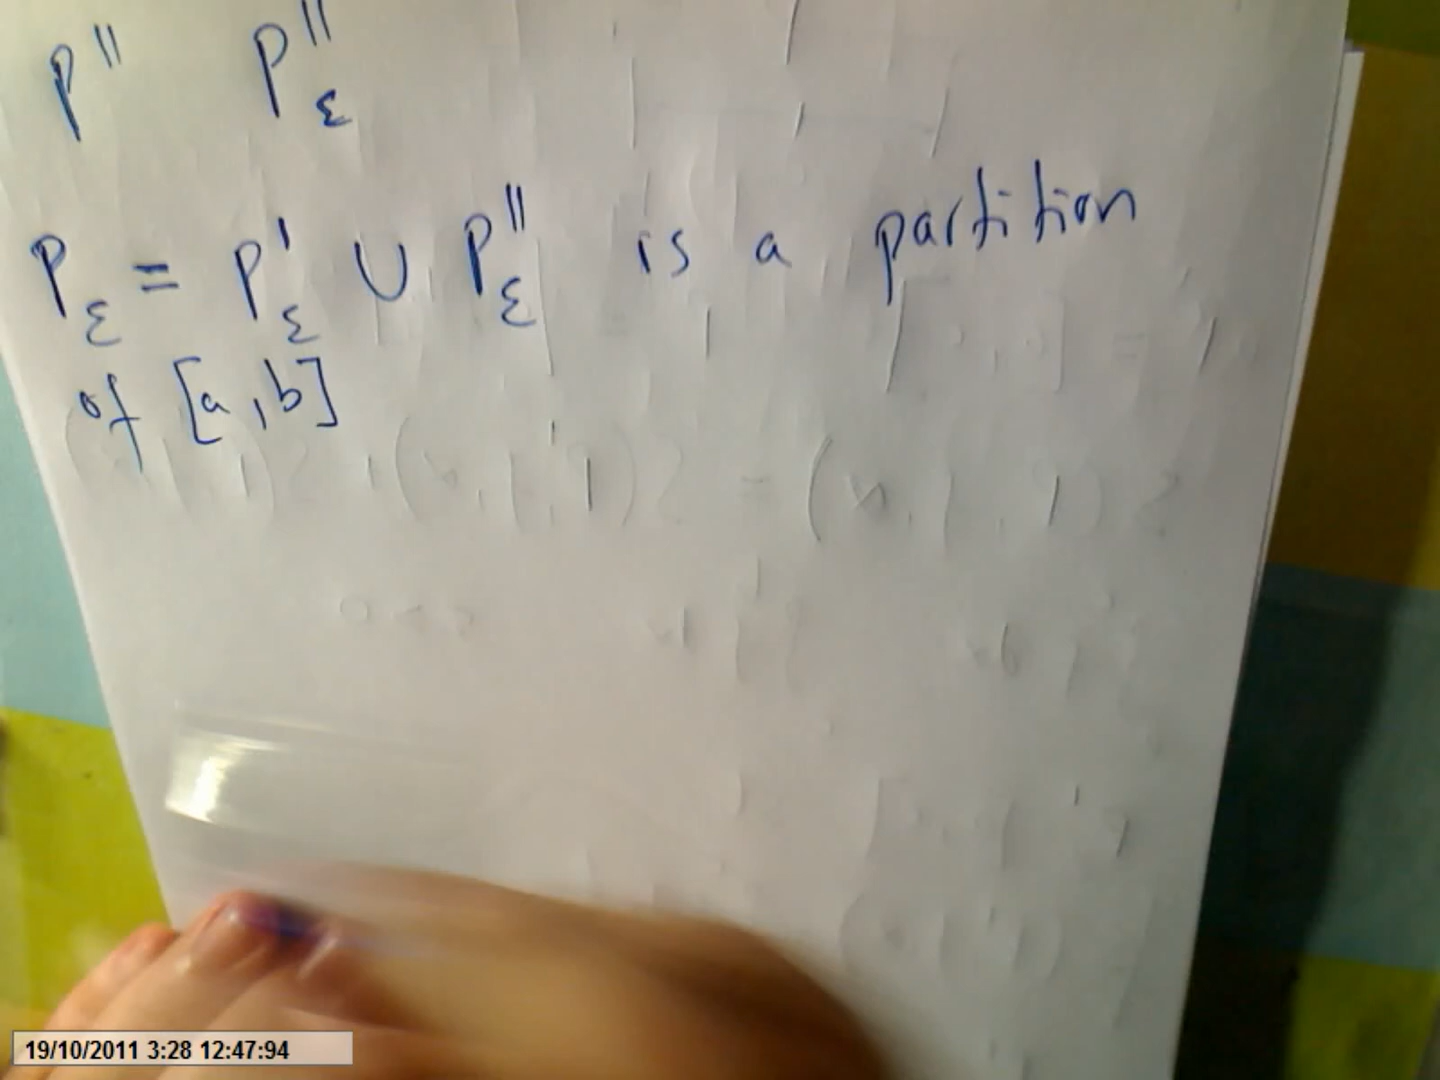 P'' P''_ε
P_ε = P'_ε ∪ P''_ε is a partition
of [a,b]
19/10/2011 3:28 12:47:94